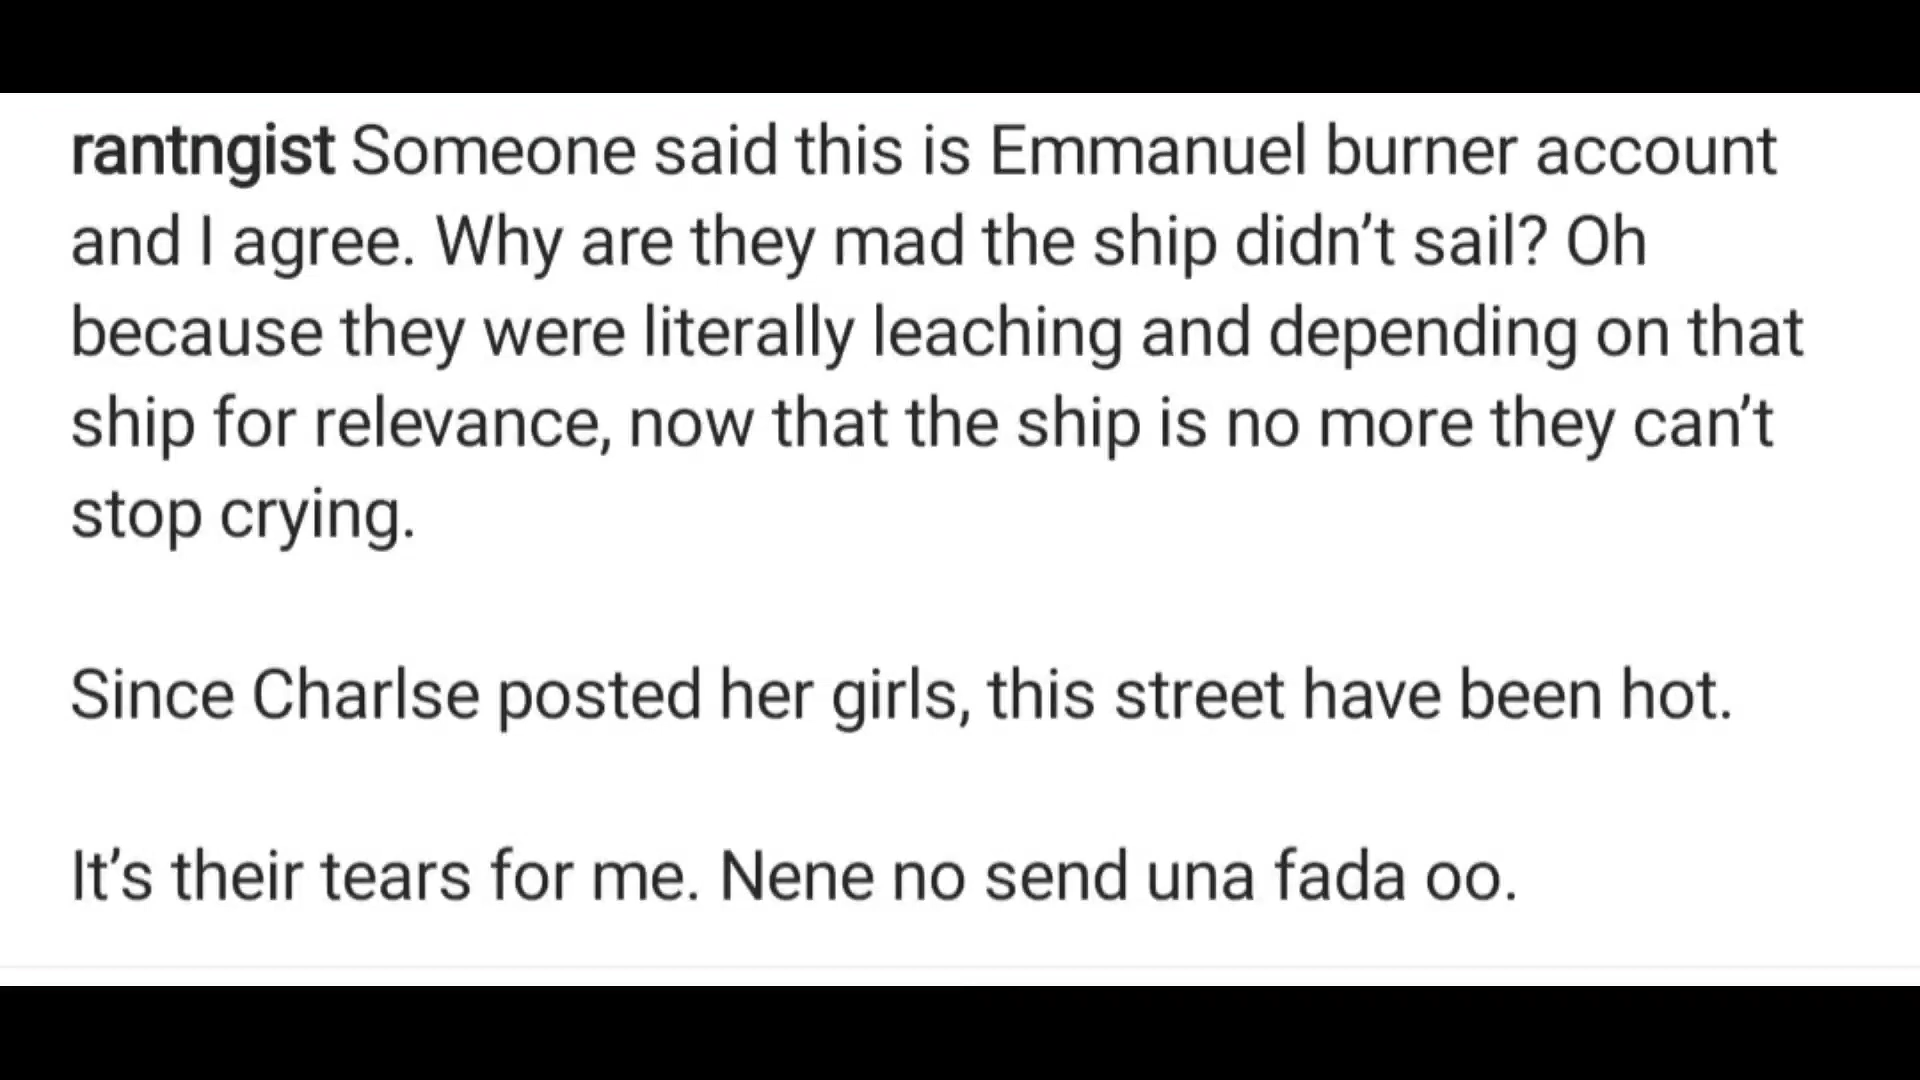 rantngist Someone said this is Emmanuel burner account
and I agree. Why are they mad the ship didn’t sail? Oh
because they were literally leaching and depending on that
ship for relevance, now that the ship is no more they can’t
stop crying.
Since Charlse posted her girls, this street have been hot.
It’s their tears for me. Nene no send una fada oo.